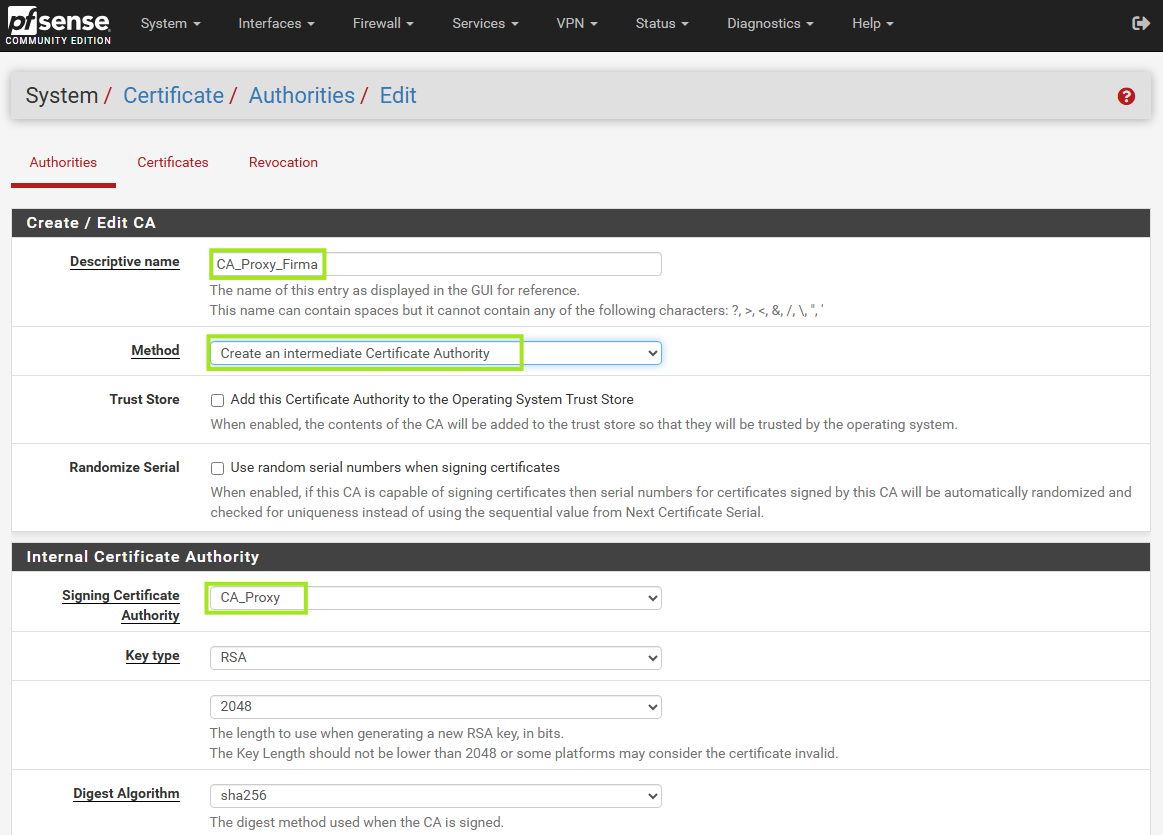 pfsense
COMMUNITY EDITION
System Interfaces Firewall Services VPN Status Diagnostics Help
System / Certificate / Authorities / Edit
Authorities Certificates Revocation
Create / Edit CA
Descriptive name CA_Proxy_Firma
The name of this entry as displayed in the GUI for reference.
This name can contain spaces but it cannot contain any of the following characters: ?, >, <, &, /, \, ", '
Method Create an intermediate Certificate Authority
Trust Store Add this Certificate Authority to the Operating System Trust Store
When enabled, the contents of the CA will be added to the trust store so that they will be trusted by the operating system.
Randomize Serial Use random serial numbers when signing certificates
When enabled, if this CA is capable of signing certificates then serial numbers for certificates signed by this CA will be automatically randomized and
checked for uniqueness instead of using the sequential value from Next Certificate Serial.
Internal Certificate Authority
Signing Certificate CA_Proxy
Authority
Key type RSA
2048
The length to use when generating a new RSA key, in bits.
The Key Length should not be lower than 2048 or some platforms may consider the certificate invalid.
Digest Algorithm sha256
The digest method used when the CA is signed.